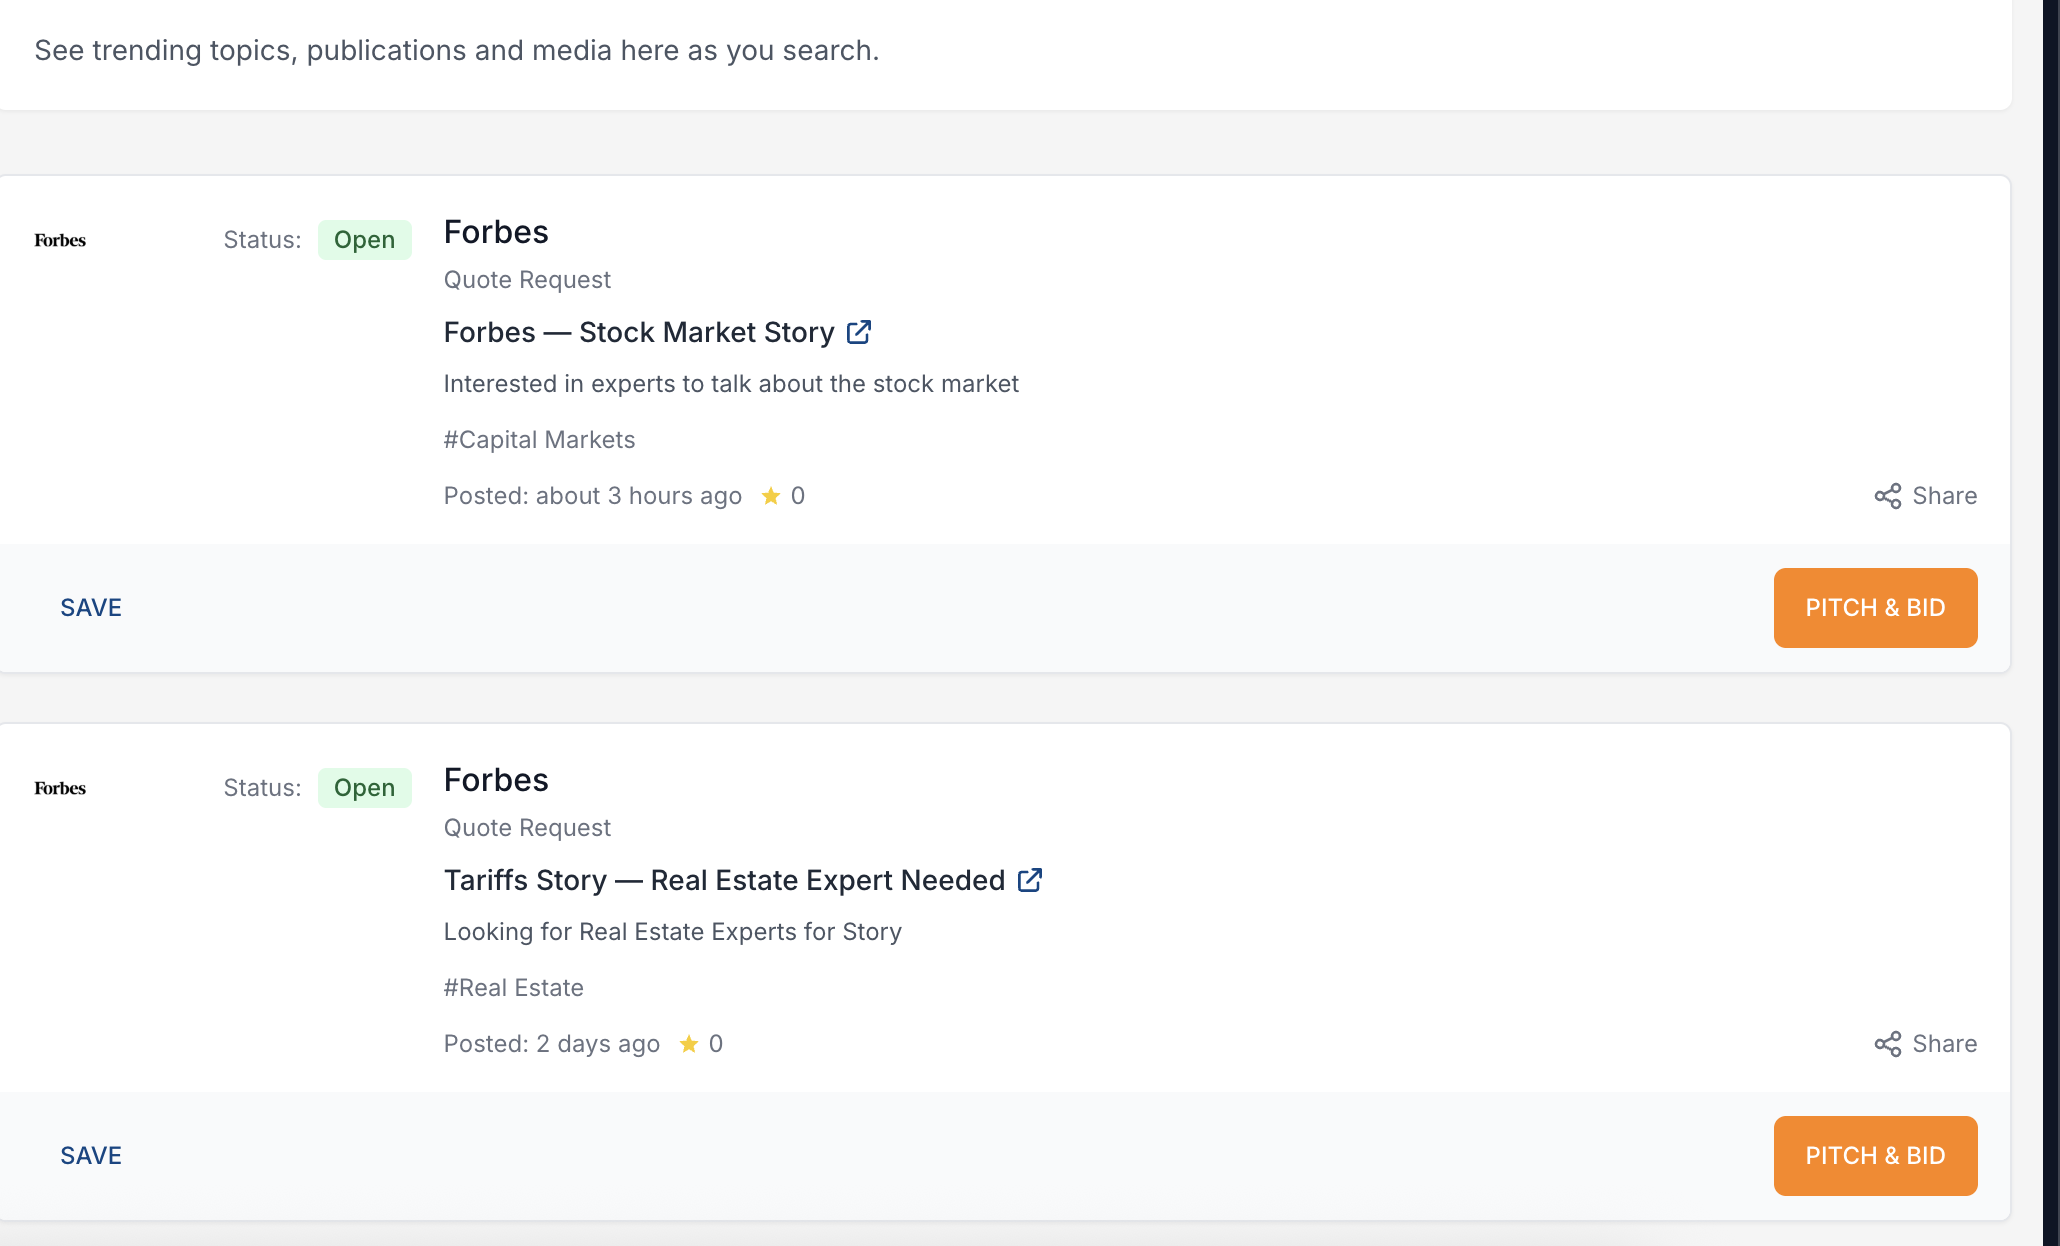 See trending topics, publications and media here as you search.
Forbes
Status: Open
Forbes
Quote Request
Forbes — Stock Market Story
Interested in experts to talk about the stock market
#Capital Markets
Posted: about 3 hours ago 0
Share
SAVE
PITCH & BID
Forbes
Status: Open
Forbes
Quote Request
Tariffs Story — Real Estate Expert Needed
Looking for Real Estate Experts for Story
#Real Estate
Posted: 2 days ago 0
Share
SAVE
PITCH & BID